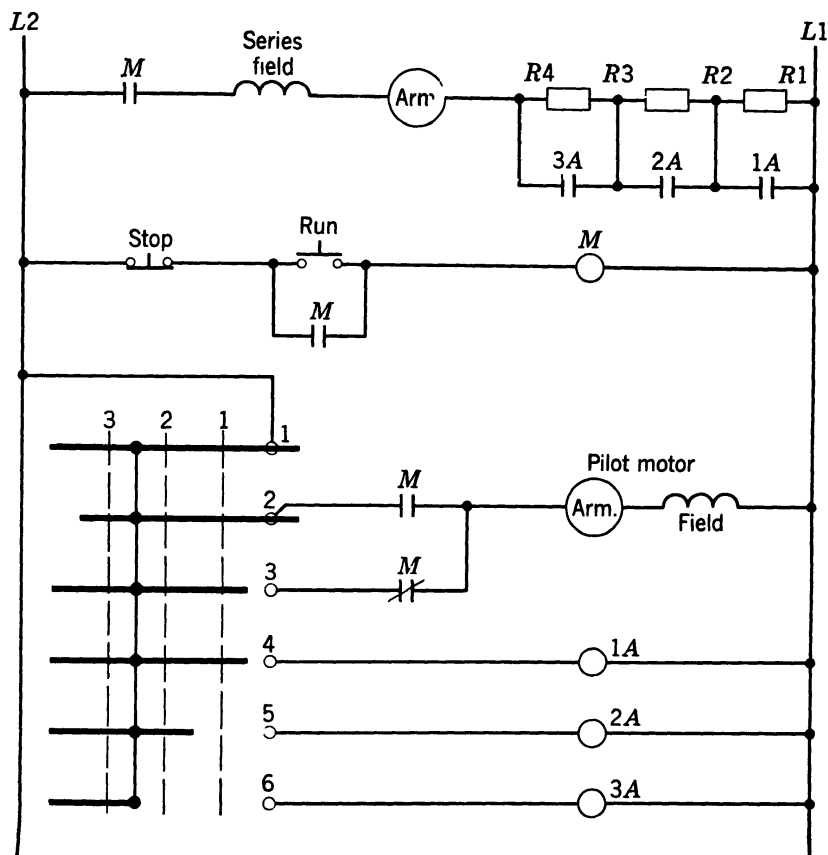 L2
L1
M
Series
field
Arm
R4
R3
R2
R1
3A
2A
1A
Stop
Run
M
M
3
2
1
1
2
M
Pilot motor
Arm.
Field
3
M
4
1A
5
2A
6
3A